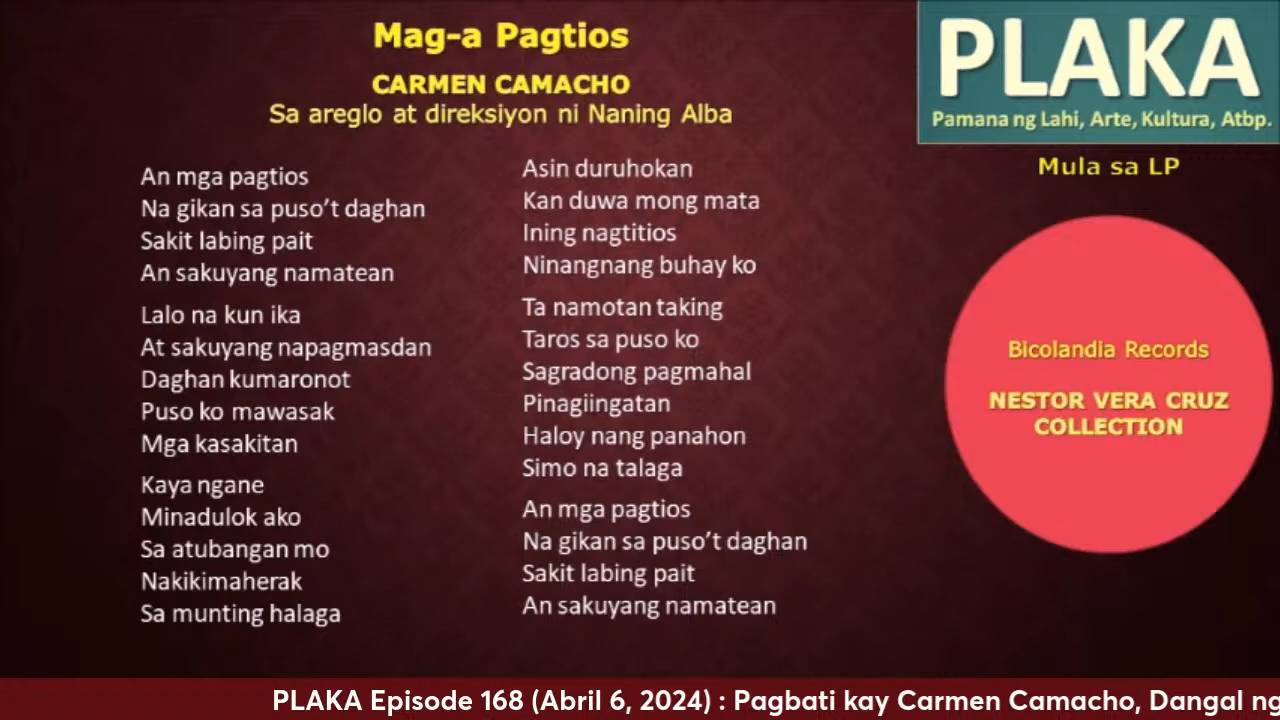 Mag-a Pagtios
CARMEN CAMACHO
Sa areglo at direksiyon ni Naning Alba
An mga pagtios
Na gikan sa puso’t daghan
Sakit labing pait
An sakuyang namatean
Lalo na kun ika
At sakuyang napagmasdan
Daghan kumaronot
Puso ko mawasak
Mga kasakitan
Kaya ngane
Minadulok ako
Sa atubangan mo
Nakikimaherak
Sa munting halaga
Asin duruhokan
Kan duwa mong mata
Ining nagtitios
Ninangnang buhay ko
Ta namotan taking
Taros sa puso ko
Sagradong pagmahal
Pinagiingatan
Haloy nang panahon
Simo na talaga
An mga pagtios
Na gikan sa puso’t daghan
Sakit labing pait
An sakuyang namatean
PLAKA
Pamana ng Lahi, Arte, Kultura, Atbp.
Mula sa LP
Bicolandia Records
NESTOR VERA CRUZ
COLLECTION
PLAKA Episode 168 (Abril 6, 2024) : Pagbati kay Carmen Camacho, Dangal ng